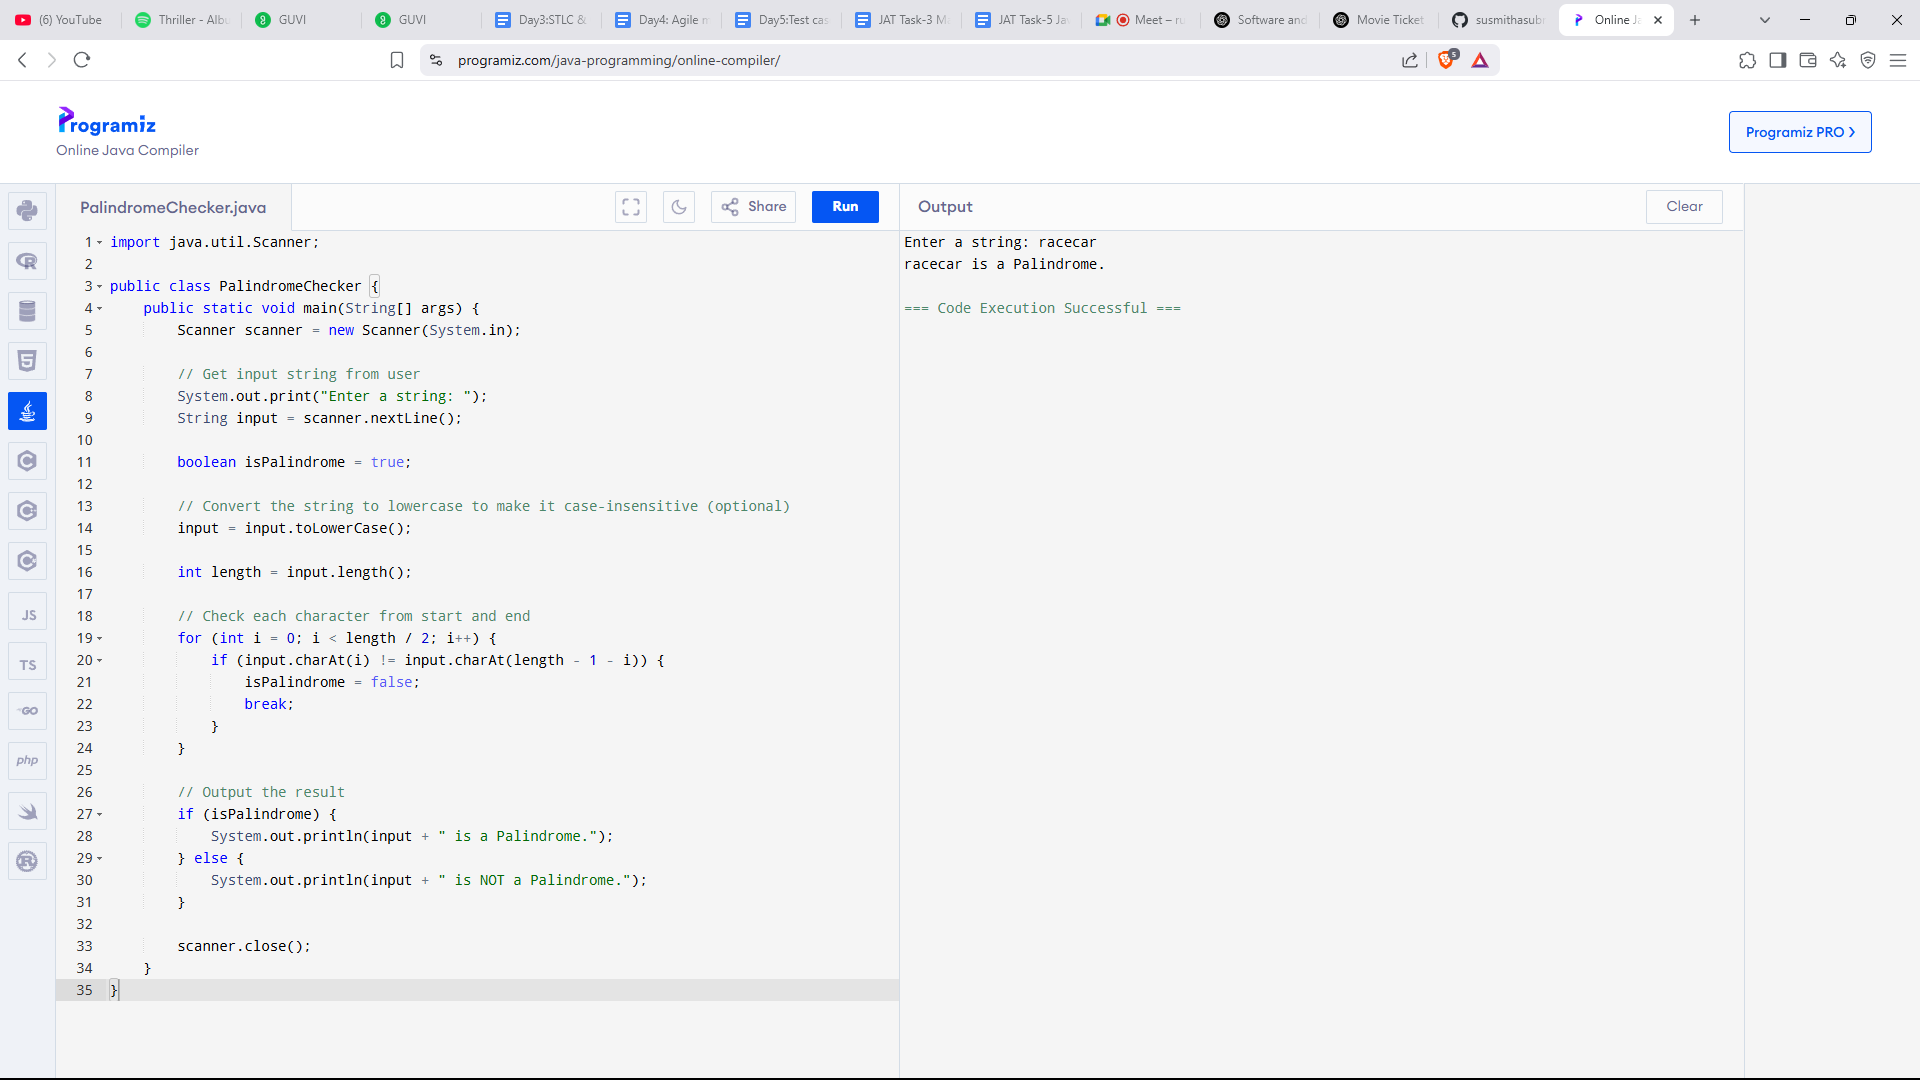 (6) YouTube
Thriller - Albu
GUVI
GUVI
Day3:STLC &
Day4: Agile m
Day5:Test cas
JAT Task-3 Ma
JAT Task-5 Jav
Meet – ru
Software and
Movie Ticket
susmithasubr
Online Ja
programiz.com/java-programming/online-compiler/
5
Programiz
Online Java Compiler
Programiz PRO
PalindromeChecker.java
Share
Run
Output
Clear
1 import java.util.Scanner;
2
3 public class PalindromeChecker {
4     public static void main(String[] args) {
5         Scanner scanner = new Scanner(System.in);
6
7         // Get input string from user
8         System.out.print("Enter a string: ");
9         String input = scanner.nextLine();
10
11         boolean isPalindrome = true;
12
13         // Convert the string to lowercase to make it case-insensitive (optional)
14         input = input.toLowerCase();
15
16         int length = input.length();
17
18         // Check each character from start and end
19         for (int i = 0; i < length / 2; i++) {
20             if (input.charAt(i) != input.charAt(length - 1 - i)) {
21                 isPalindrome = false;
22                 break;
23             }
24         }
25
26         // Output the result
27         if (isPalindrome) {
28             System.out.println(input + " is a Palindrome.");
29         } else {
30             System.out.println(input + " is NOT a Palindrome.");
31         }
32
33         scanner.close();
34     }
35 }
Enter a string: racecar
racecar is a Palindrome.
=== Code Execution Successful ===
JS
TS
GO
php